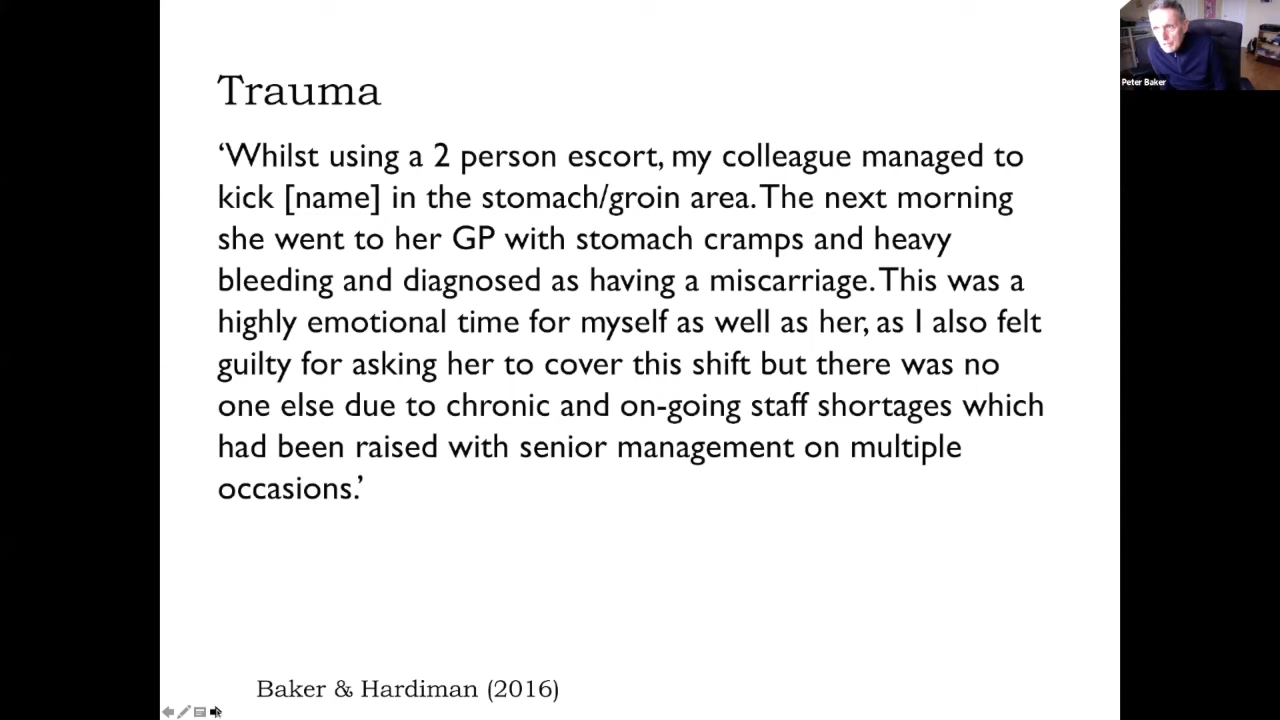 Peter Baker
Trauma
‘Whilst using a 2 person escort, my colleague managed to
kick [name] in the stomach/groin area. The next morning
she went to her GP with stomach cramps and heavy
bleeding and diagnosed as having a miscarriage. This was a
highly emotional time for myself as well as her, as I also felt
guilty for asking her to cover this shift but there was no
one else due to chronic and on-going staff shortages which
had been raised with senior management on multiple
occasions.’
Baker & Hardiman (2016)